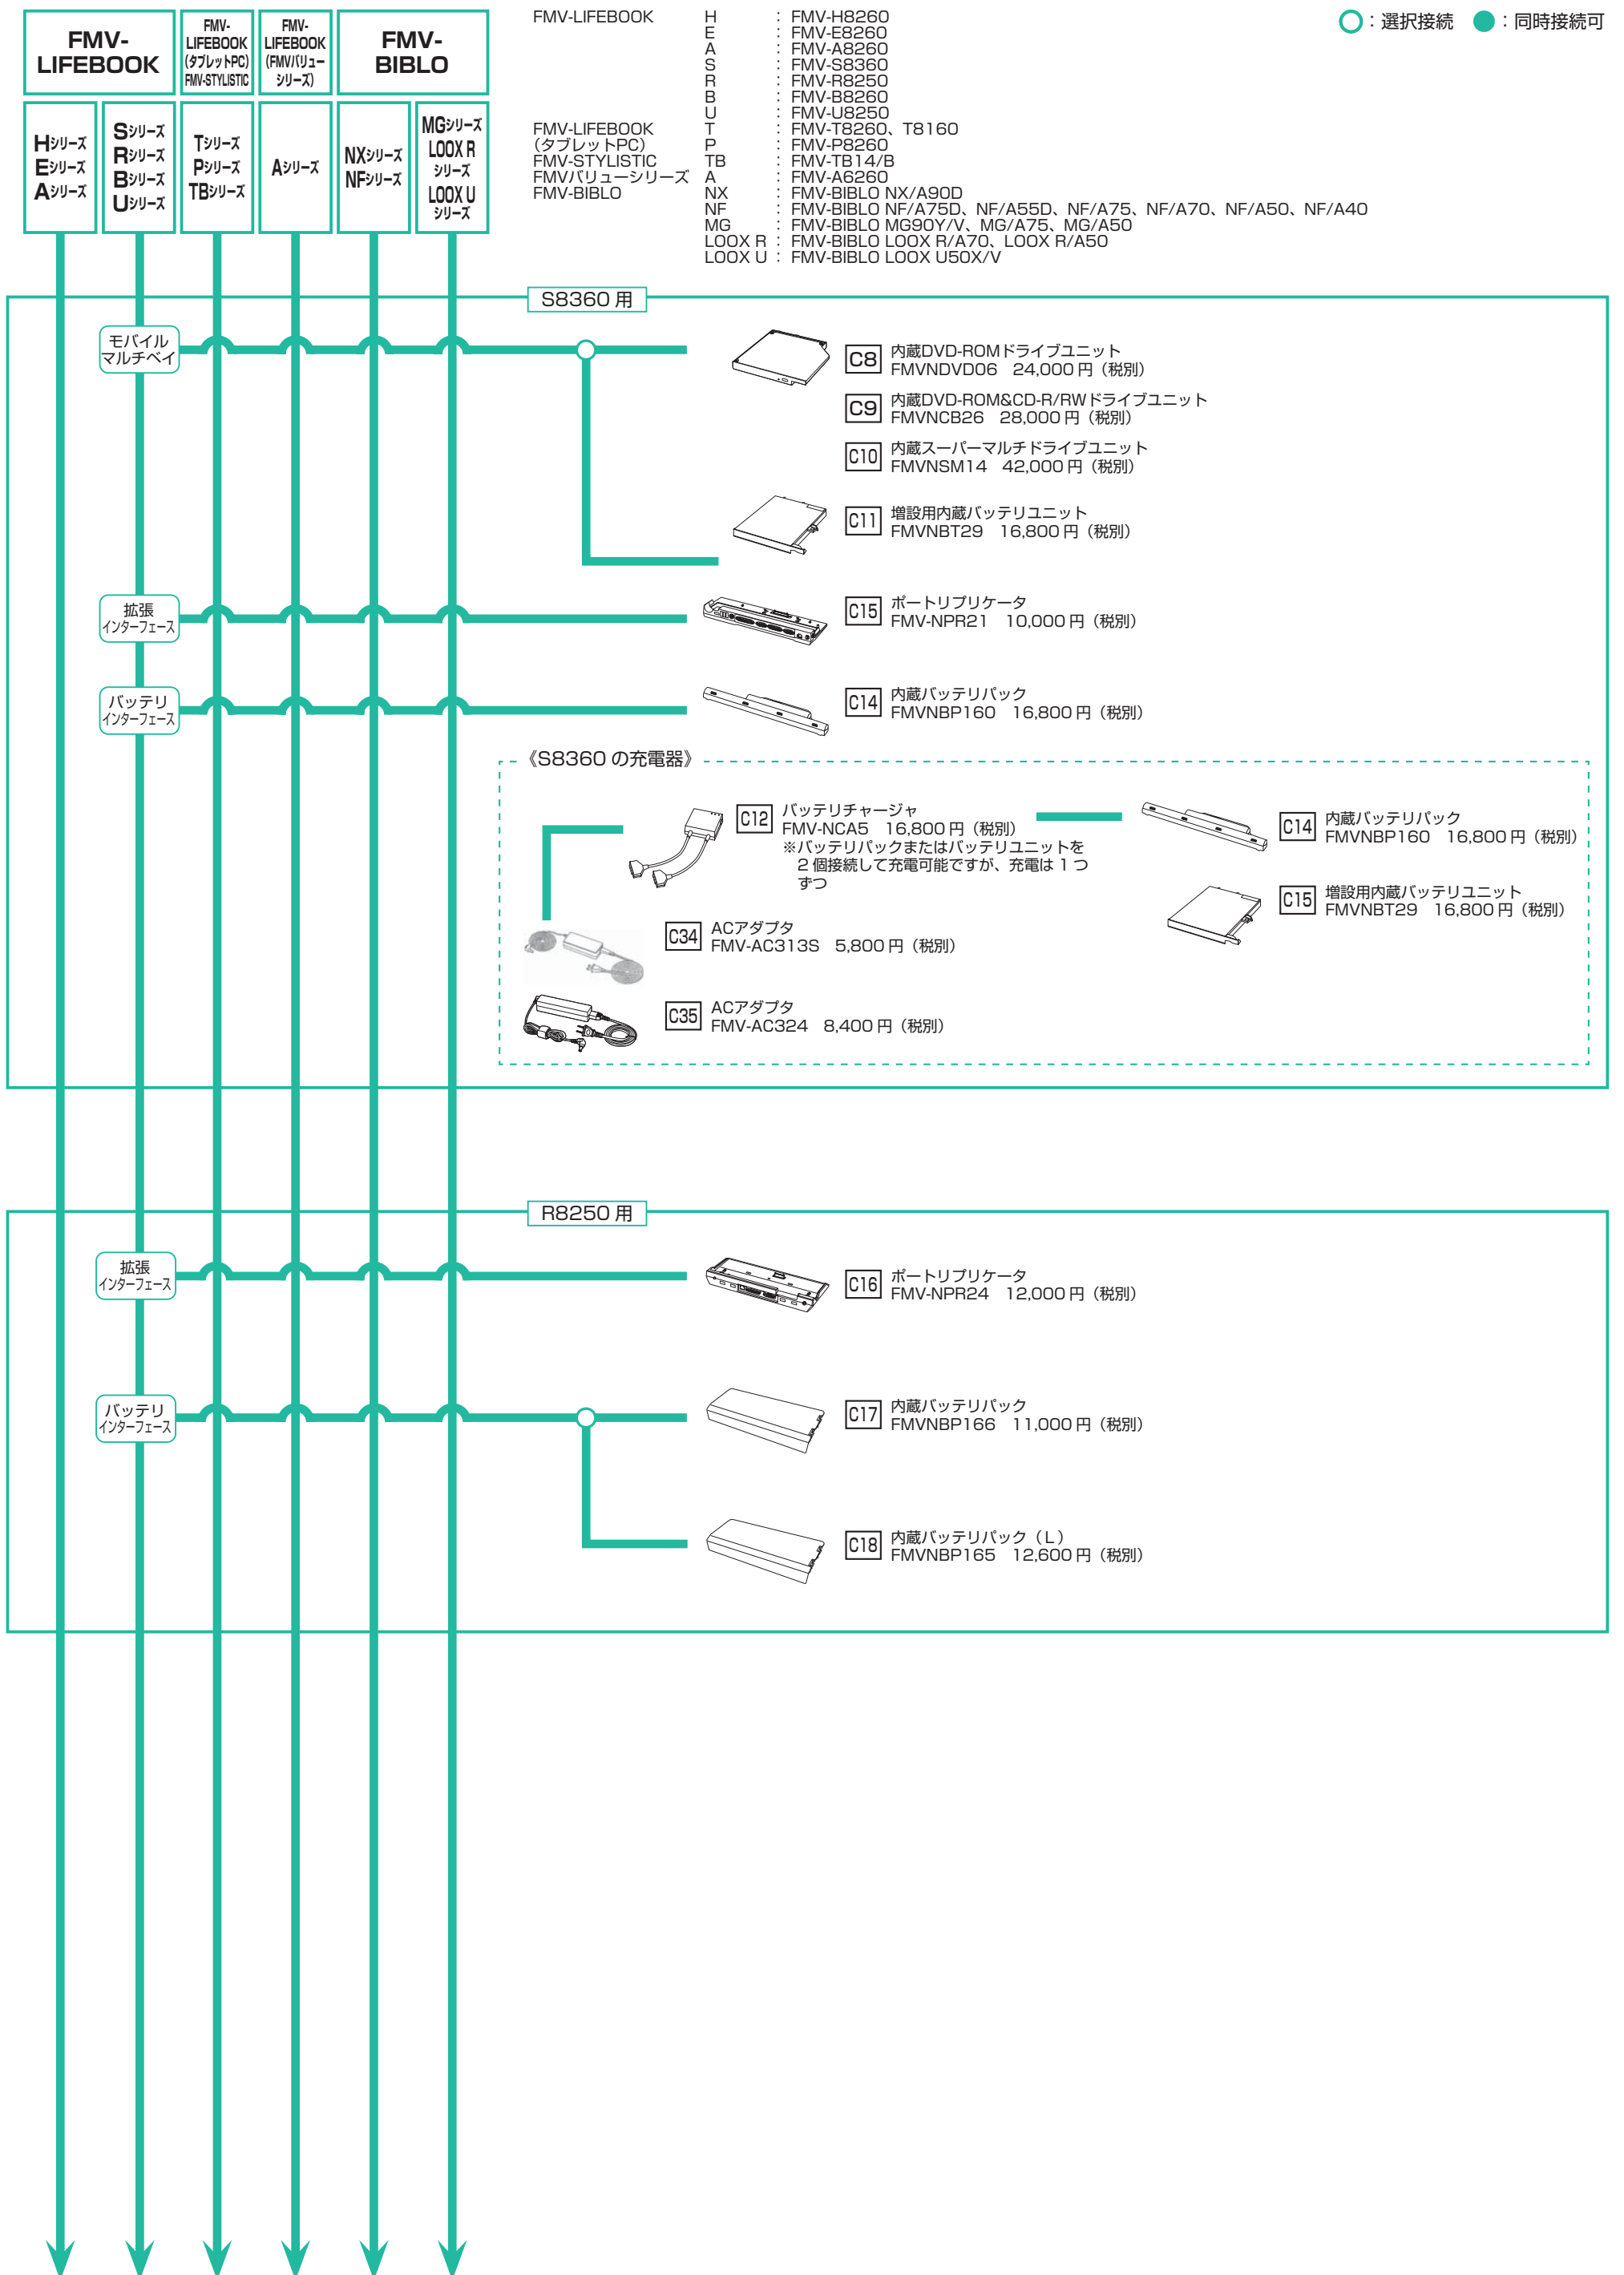 FMV-
LIFEBOOK
FMV-
LIFEBOOK
(タブレットPC)
FMV-STYLISTIC
FMV-
LIFEBOOK
(FMVバリュー
シリーズ)
FMV-
BIBLO
Hシリーズ
Eシリーズ
Aシリーズ
Sシリーズ
Rシリーズ
Bシリーズ
Uシリーズ
Tシリーズ
Pシリーズ
TBシリーズ
Aシリーズ
NXシリーズ
NFシリーズ
MGシリーズ
LOOX R
シリーズ
LOOX U
シリーズ
FMV-LIFEBOOK H : FMV-H8260
E : FMV-E8260
A : FMV-A8260
S : FMV-S8360
R : FMV-R8250
B : FMV-B8260
U : FMV-U8250
FMV-LIFEBOOK T : FMV-T8260、T8160
(タブレットPC) P : FMV-P8260
FMV-STYLISTIC TB : FMV-TB14/B
FMVバリューシリーズ A : FMV-A6260
FMV-BIBLO NX : FMV-BIBLO NX/A90D
NF : FMV-BIBLO NF/A75D、NF/A55D、NF/A75、NF/A70、NF/A50、NF/A40
MG : FMV-BIBLO MG90Y/V、MG/A75、MG/A50
LOOX R : FMV-BIBLO LOOX R/A70、LOOX R/A50
LOOX U : FMV-BIBLO LOOX U50X/V
○:選択接続 ●:同時接続可
S8360 用
モバイル
マルチベイ
C8 内蔵DVD-ROMドライブユニット
FMVNDVD06 24,000 円(税別)
C9 内蔵DVD-ROM&CD-R/RWドライブユニット
FMVNCB26 28,000 円(税別)
C10 内蔵スーパーマルチドライブユニット
FMVNSM14 42,000 円(税別)
C11 増設用内蔵バッテリユニット
FMVNBT29 16,800 円(税別)
拡張
インターフェース
C15 ポートリプリケータ
FMV-NPR21 10,000 円(税別)
バッテリ
インターフェース
C14 内蔵バッテリパック
FMVNBP160 16,800 円(税別)
《S8360 の充電器》
C12 バッテリチャージャ
FMV-NCA5 16,800 円(税別)
※バッテリパックまたはバッテリユニットを
2 個接続して充電可能ですが、充電は 1 つ
ずつ
C14 内蔵バッテリパック
FMVNBP160 16,800 円(税別)
C15 増設用内蔵バッテリユニット
FMVNBT29 16,800 円(税別)
C34 ACアダプタ
FMV-AC313S 5,800 円(税別)
C35 ACアダプタ
FMV-AC324 8,400 円(税別)
R8250 用
拡張
インターフェース
C16 ポートリプリケータ
FMV-NPR24 12,000 円(税別)
バッテリ
インターフェース
C17 内蔵バッテリパック
FMVNBP166 11,000 円(税別)
C18 内蔵バッテリパック(L)
FMVNBP165 12,600 円(税別)